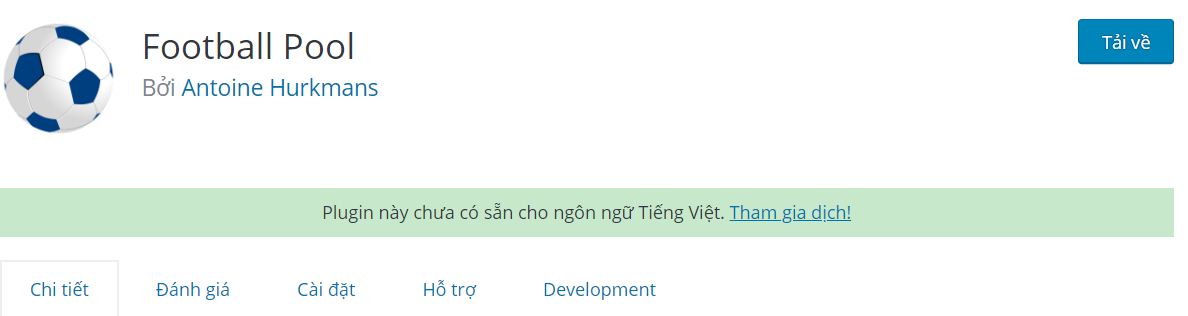 Football Pool
Tải về
Bởi Antoine Hurkmans
Plugin này chưa có sẵn cho ngôn ngữ Tiếng Việt. Tham gia dịch!
Chi tiết Đánh giá Cài đặt Hỗ trợ Development